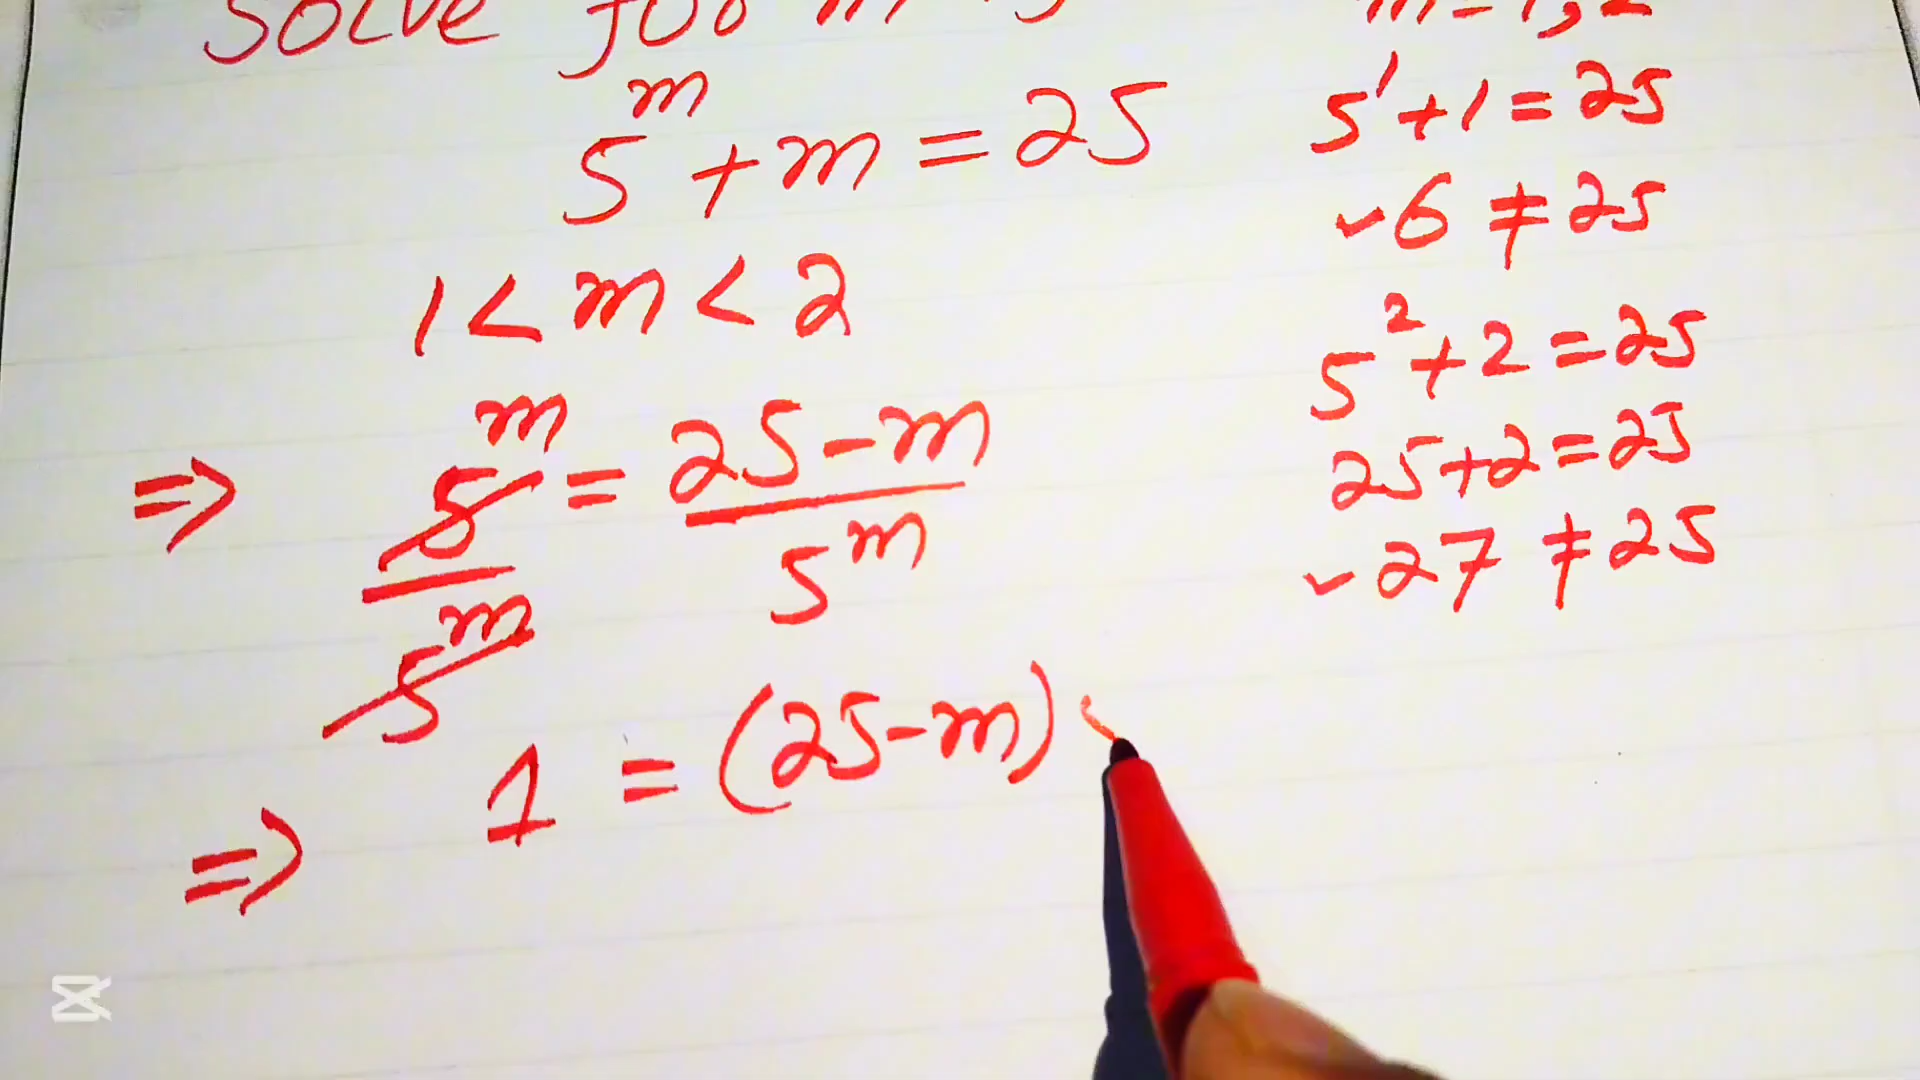 Solve for m
5^m + m = 25
1 < m < 2
⇒ 5^m / 5^m = (25 - m) / 5^m
⇒ 1 = (25 - m)
m = 1, 2
5^1 + 1 = 25
✓ 6 ≠ 25
5^2 + 2 = 25
25 + 2 = 25
✓ 27 ≠ 25